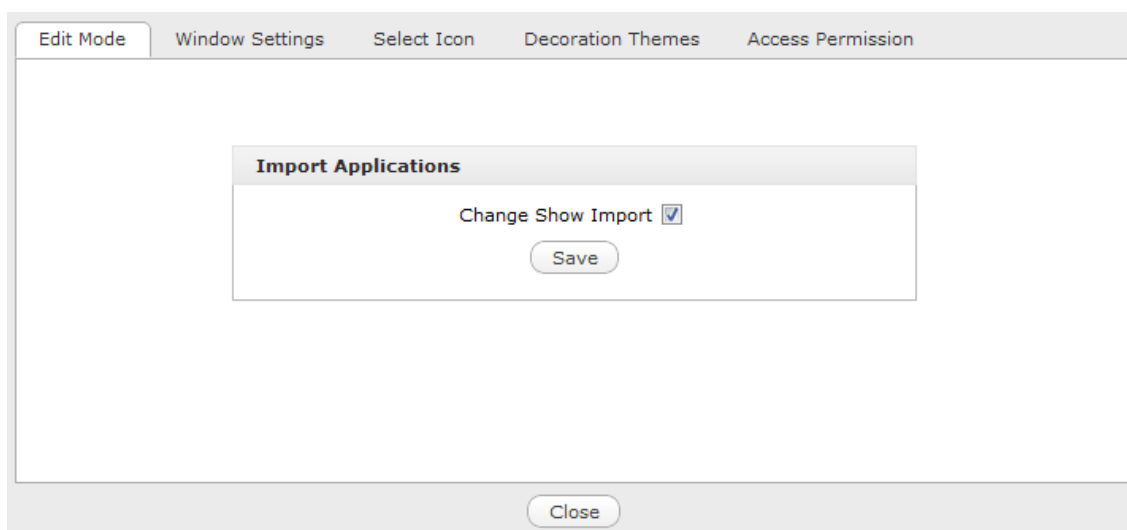 Edit Mode Window Settings Select Icon Decoration Themes Access Permission
Import Applications
Change Show Import
Save
Close